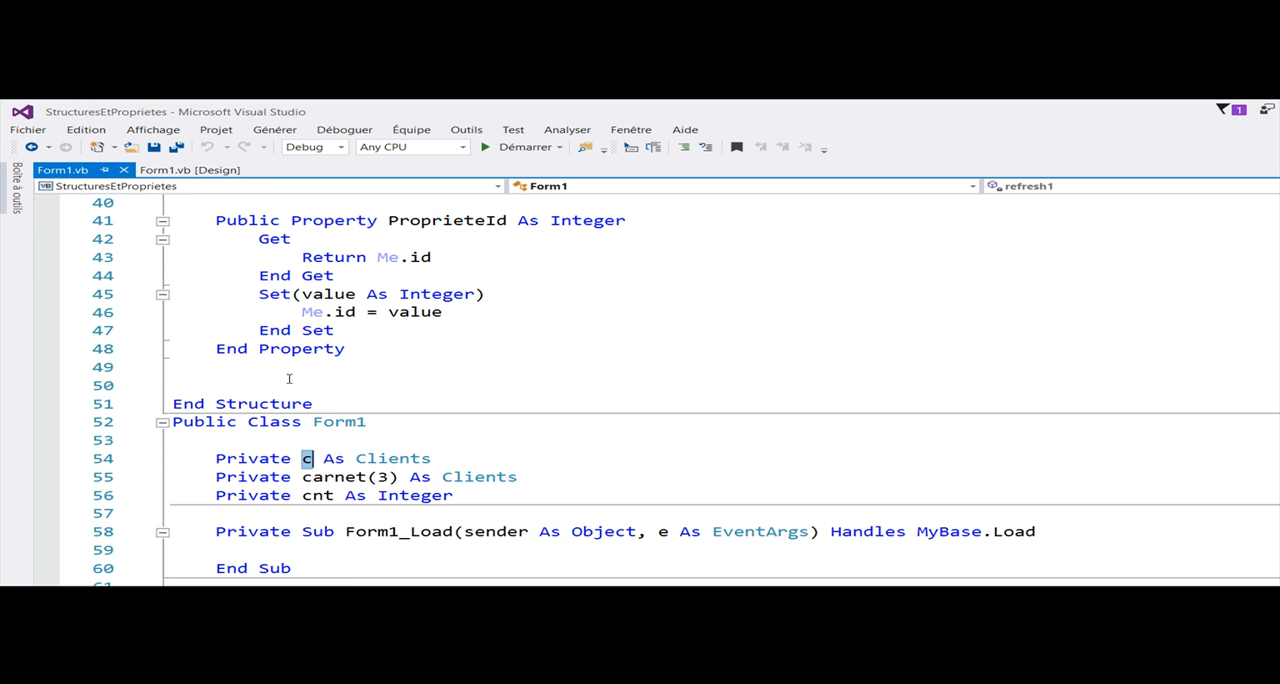 StructuresEtProprietes - Microsoft Visual Studio
1
Fichier Edition Affichage Projet Générer Déboguer Équipe Outils Test Analyser Fenêtre Aide
Debug Any CPU Démarrer
Boîte à outils
Form1.vb Form1.vb [Design]
VB StructuresEtProprietes Form1 refresh1
40
41 Public Property ProprieteId As Integer
42 Get
43 Return Me.id
44 End Get
45 Set(value As Integer)
46 Me.id = value
47 End Set
48 End Property
49
50
51 End Structure
52 Public Class Form1
53
54 Private c As Clients
55 Private carnet(3) As Clients
56 Private cnt As Integer
57
58 Private Sub Form1_Load(sender As Object, e As EventArgs) Handles MyBase.Load
59
60 End Sub
61